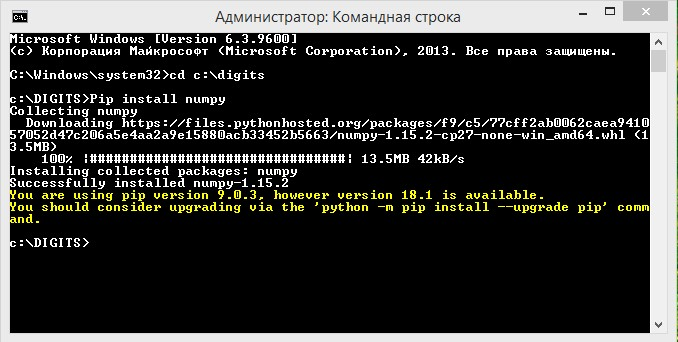 Администратор: Командная строка
Microsoft Windows [Version 6.3.9600]
(c) Корпорация Майкрософт (Microsoft Corporation), 2013. Все права защищены.
C:\Windows\system32>cd c:\digits
c:\DIGITS>Pip install numpy
Collecting numpy
Downloading https://files.pythonhosted.org/packages/f9/c5/77cff2ab0062caea9410
57052d47c206a5e4aa2a9e15880acb33452b5663/numpy-1.15.2-cp27-none-win_amd64.whl (1
3.5MB)
100% |################################| 13.5MB 42kB/s
Installing collected packages: numpy
Successfully installed numpy-1.15.2
You are using pip version 9.0.3, however version 18.1 is available.
You should consider upgrading via the 'python -m pip install --upgrade pip' comm
and.
c:\DIGITS>